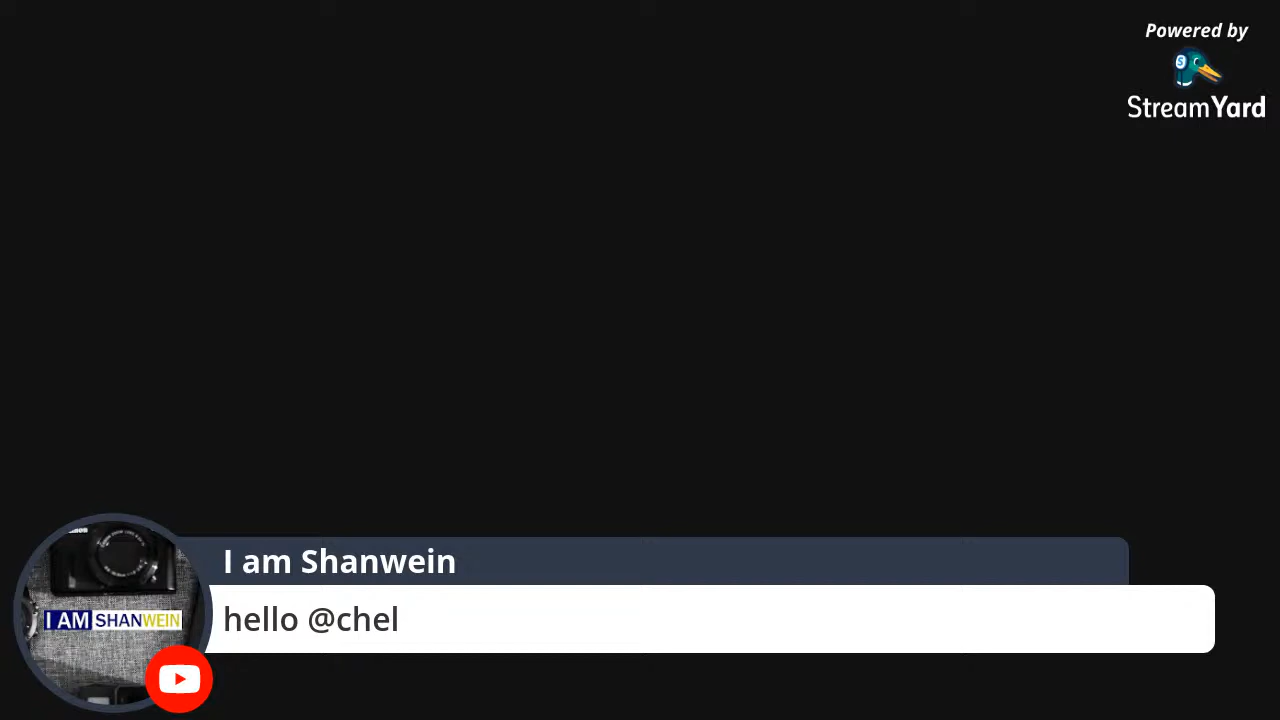 Powered by
StreamYard
I am Shanwein
hello @chel
I AM SHANWEIN